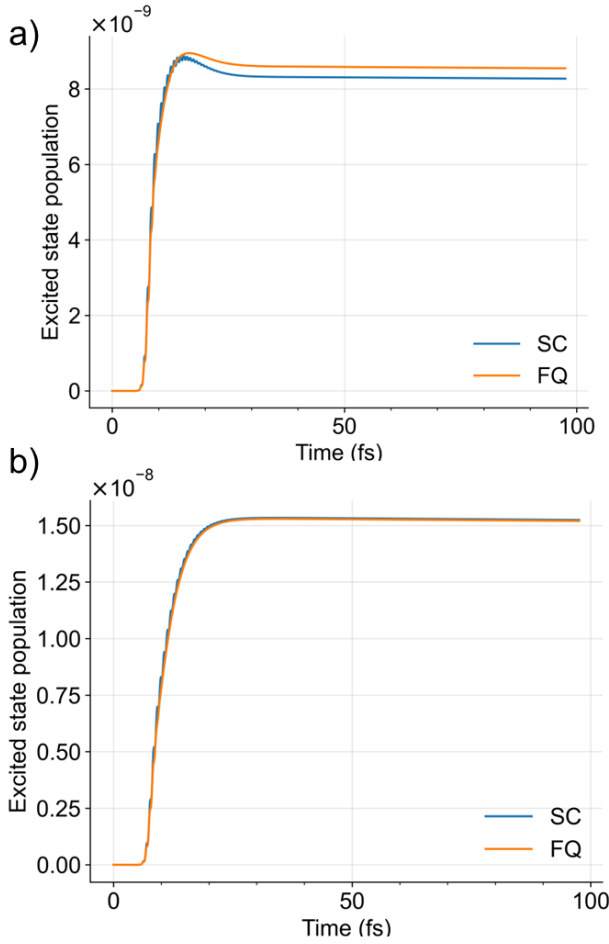 a)
×10⁻⁹
8
6
4
2
0
Excited state population
SC
FQ
0
50
100
Time (fs)
b)
×10⁻⁸
1.50
1.25
1.00
0.75
0.50
0.25
0.00
Excited state population
SC
FQ
0
50
100
Time (fs)